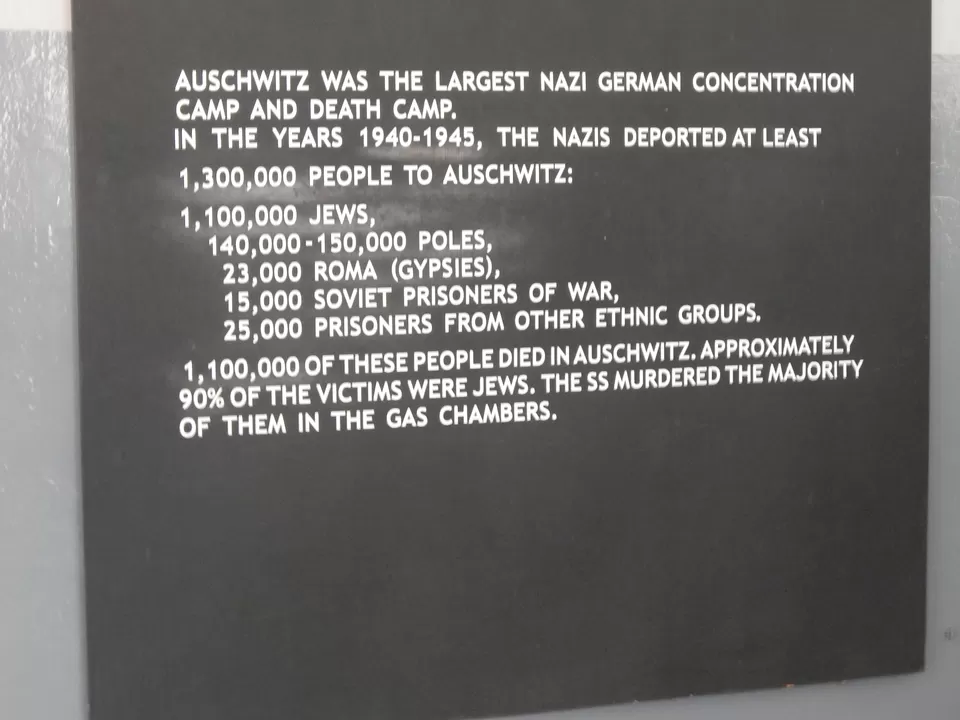 AUSCHWITZ WAS THE LARGEST NAZI GERMAN CONCENTRATION
CAMP AND DEATH CAMP.
IN THE YEARS 1940-1945, THE NAZIS DEPORTED AT LEAST
1,300,000 PEOPLE TO AUSCHWITZ:
1,100,000 JEWS,
140,000-150,000 POLES,
23,000 ROMA (GYPSIES),
15,000 SOVIET PRISONERS OF WAR,
25,000 PRISONERS FROM OTHER ETHNIC GROUPS.
1,100,000 OF THESE PEOPLE DIED IN AUSCHWITZ. APPROXIMATELY
90% OF THE VICTIMS WERE JEWS. THE SS MURDERED THE MAJORITY
OF THEM IN THE GAS CHAMBERS.